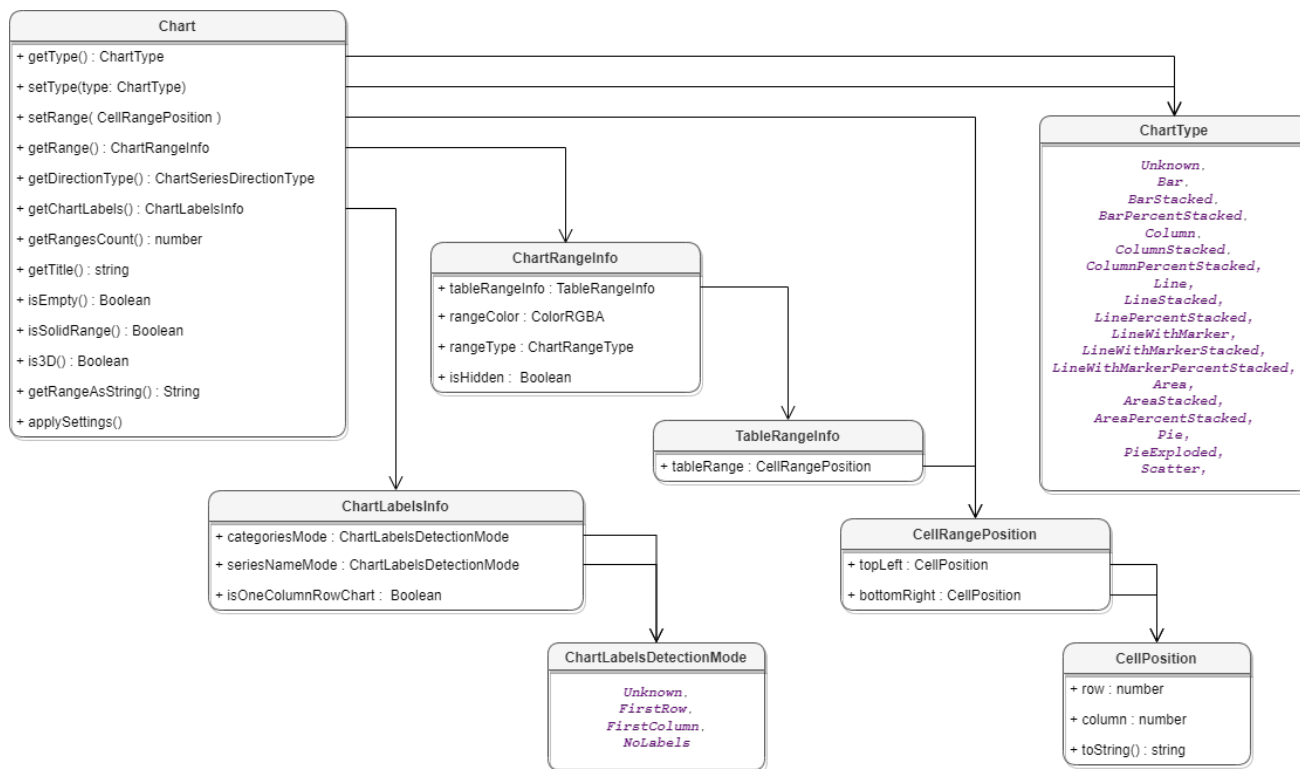 Chart
+ getType() : ChartType
+ setType(type: ChartType)
+ setRange( CellRangePosition )
+ getRange() : ChartRangeInfo
+ getDirectionType() : ChartSeriesDirectionType
+ getChartLabels() : ChartLabelsInfo
+ getRangesCount() : number
+ getTitle() : string
+ isEmpty() : Boolean
+ isSolidRange() : Boolean
+ is3D() : Boolean
+ getRangeAsString() : String
+ applySettings()
ChartType
Unknown,
Bar,
BarStacked,
BarPercentStacked,
Column,
ColumnStacked,
ColumnPercentStacked,
Line,
LineStacked,
LinePercentStacked,
LineWithMarker,
LineWithMarkerStacked,
LineWithMarkerPercentStacked,
Area,
AreaStacked,
AreaPercentStacked,
Pie,
PieExploded,
Scatter,
ChartRangeInfo
+ tableRangeInfo : TableRangeInfo
+ rangeColor : ColorRGBA
+ rangeType : ChartRangeType
+ isHidden :  Boolean
TableRangeInfo
+ tableRange : CellRangePosition
ChartLabelsInfo
+ categoriesMode : ChartLabelsDetectionMode
+ seriesNameMode : ChartLabelsDetectionMode
+ isOneColumnRowChart :  Boolean
CellRangePosition
+ topLeft : CellPosition
+ bottomRight : CellPosition
ChartLabelsDetectionMode
Unknown,
FirstRow,
FirstColumn,
NoLabels
CellPosition
+ row : number
+ column : number
+ toString() : string